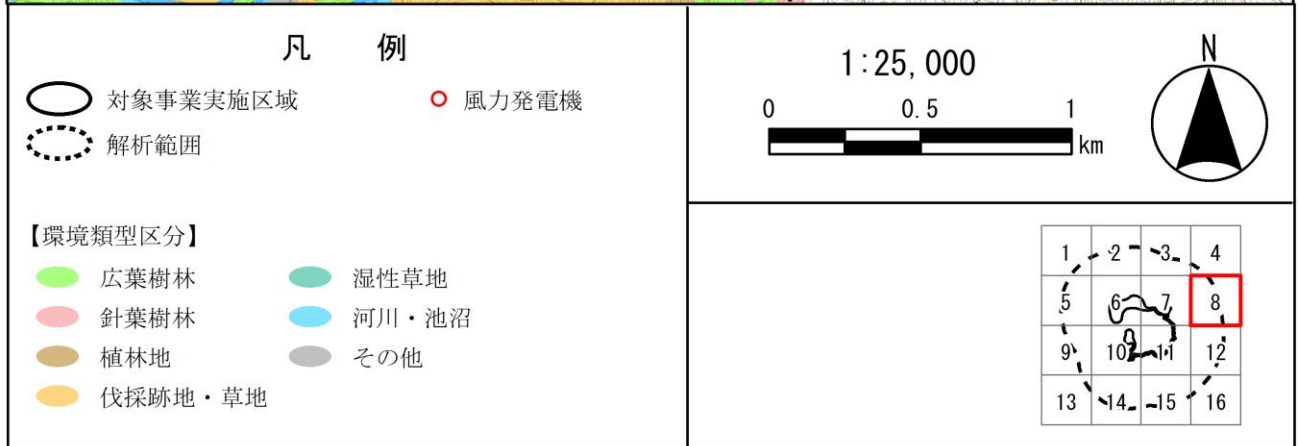 凡 例
対象事業実施区域 風力発電機
解析範囲
【環境類型区分】
広葉樹林 湿性草地
針葉樹林 河川・池沼
植林地 その他
伐採跡地・草地
1:25,000
0 0.5 1
km
N
1 2 3 4
5 6 7 8
9 10 11 12
13 14 15 16